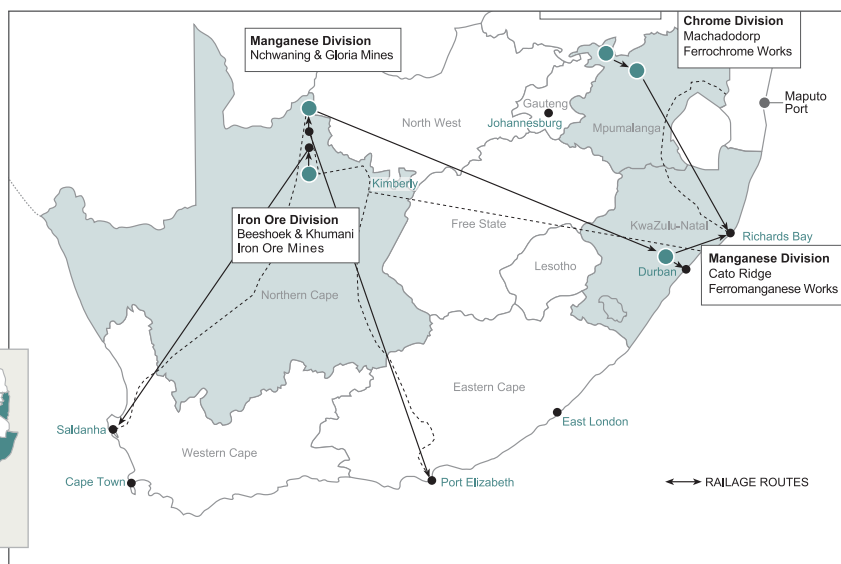 Chrome Division
Machadodorp
Ferrochrome Works
Manganese Division
Nchwaning & Gloria Mines
Maputo
Port
Gauteng
Johannesburg
North West
Mpumalanga
Kimberly
Iron Ore Division
Beeshoek & Khumani
Iron Ore Mines
Free State
KwaZulu-Natal
Richards Bay
Manganese Division
Cato Ridge
Ferromanganese Works
Lesotho
Durban
Northern Cape
Eastern Cape
East London
Saldanha
Western Cape
Cape Town
Port Elizabeth
RAILAGE ROUTES